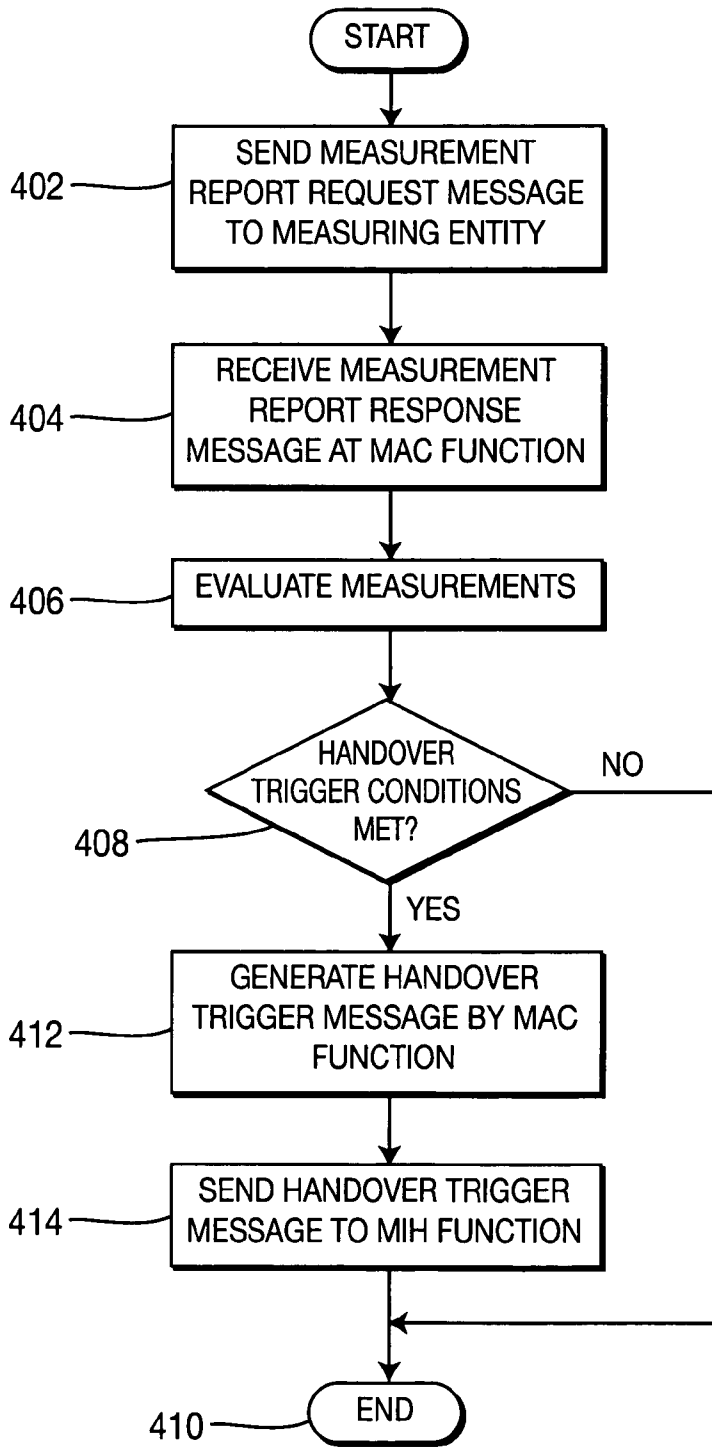 START
402
SEND MEASUREMENT
REPORT REQUEST MESSAGE
TO MEASURING ENTITY
404
RECEIVE MEASUREMENT
REPORT RESPONSE
MESSAGE AT MAC FUNCTION
406
EVALUATE MEASUREMENTS
HANDOVER
TRIGGER CONDITIONS
MET?
NO
408
YES
412
GENERATE HANDOVER
TRIGGER MESSAGE BY MAC
FUNCTION
414
SEND HANDOVER TRIGGER
MESSAGE TO MIH FUNCTION
410
END